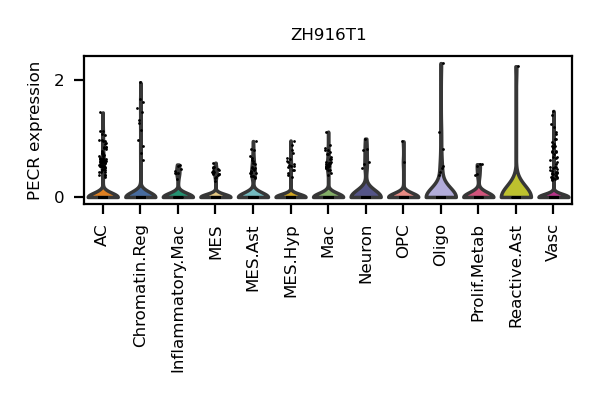 ZH916T1
PECR expression
2
0
AC
Chromatin.Reg
Inflammatory.Mac
MES
MES.Ast
MES.Hyp
Mac
Neuron
OPC
Oligo
Prolif.Metab
Reactive.Ast
Vasc